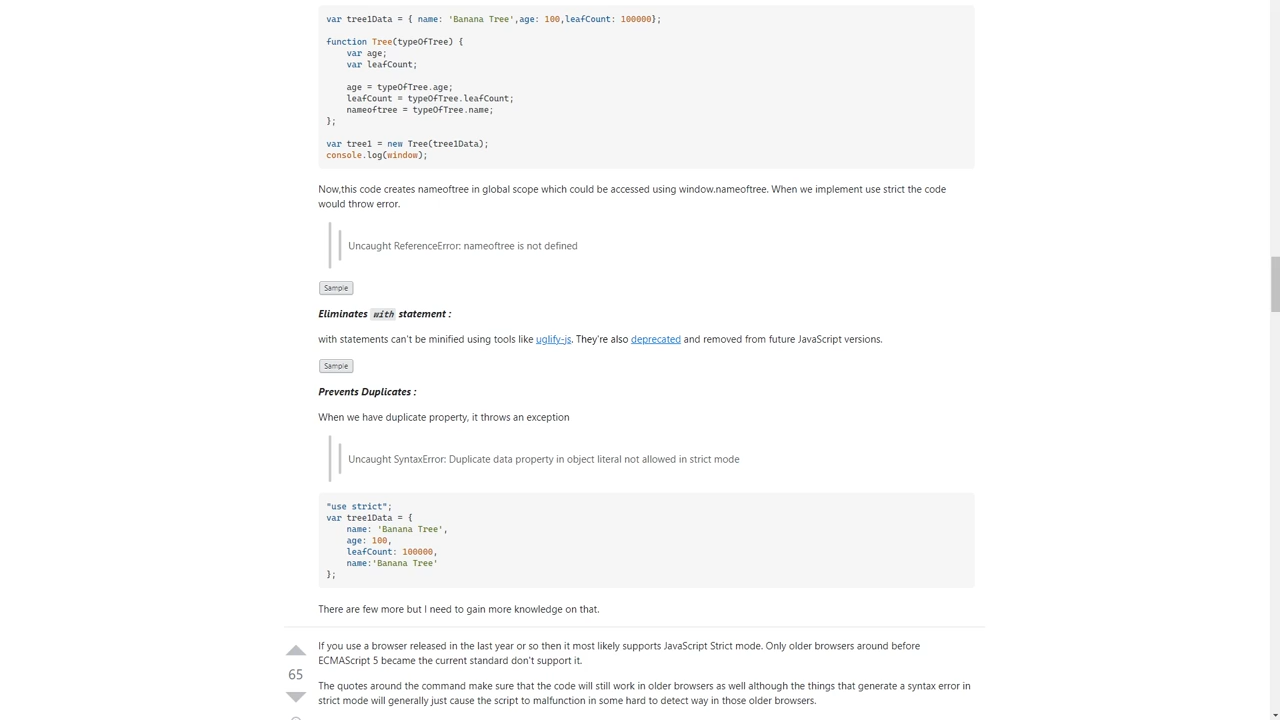 var tree1Data = { name: 'Banana Tree',age: 100,leafCount: 100000};
function Tree(typeOfTree) {
    var age;
    var leafCount;
    age = typeOfTree.age;
    leafCount = typeOfTree.leafCount;
    nameoftree = typeOfTree.name;
};
var tree1 = new Tree(tree1Data);
console.log(window);
Now,this code creates nameoftree in global scope which could be accessed using window.nameoftree. When we implement use strict the code
would throw error.
Uncaught ReferenceError: nameoftree is not defined
Sample
Eliminates with statement :
with statements can't be minified using tools like uglify-js. They're also deprecated and removed from future JavaScript versions.
Sample
Prevents Duplicates :
When we have duplicate property, it throws an exception
Uncaught SyntaxError: Duplicate data property in object literal not allowed in strict mode
"use strict";
var tree1Data = {
    name: 'Banana Tree',
    age: 100,
    leafCount: 100000,
    name:'Banana Tree'
};
There are few more but I need to gain more knowledge on that.
If you use a browser released in the last year or so then it most likely supports JavaScript Strict mode. Only older browsers around before
ECMAScript 5 became the current standard don't support it.
65
The quotes around the command make sure that the code will still work in older browsers as well although the things that generate a syntax error in
strict mode will generally just cause the script to malfunction in some hard to detect way in those older browsers.